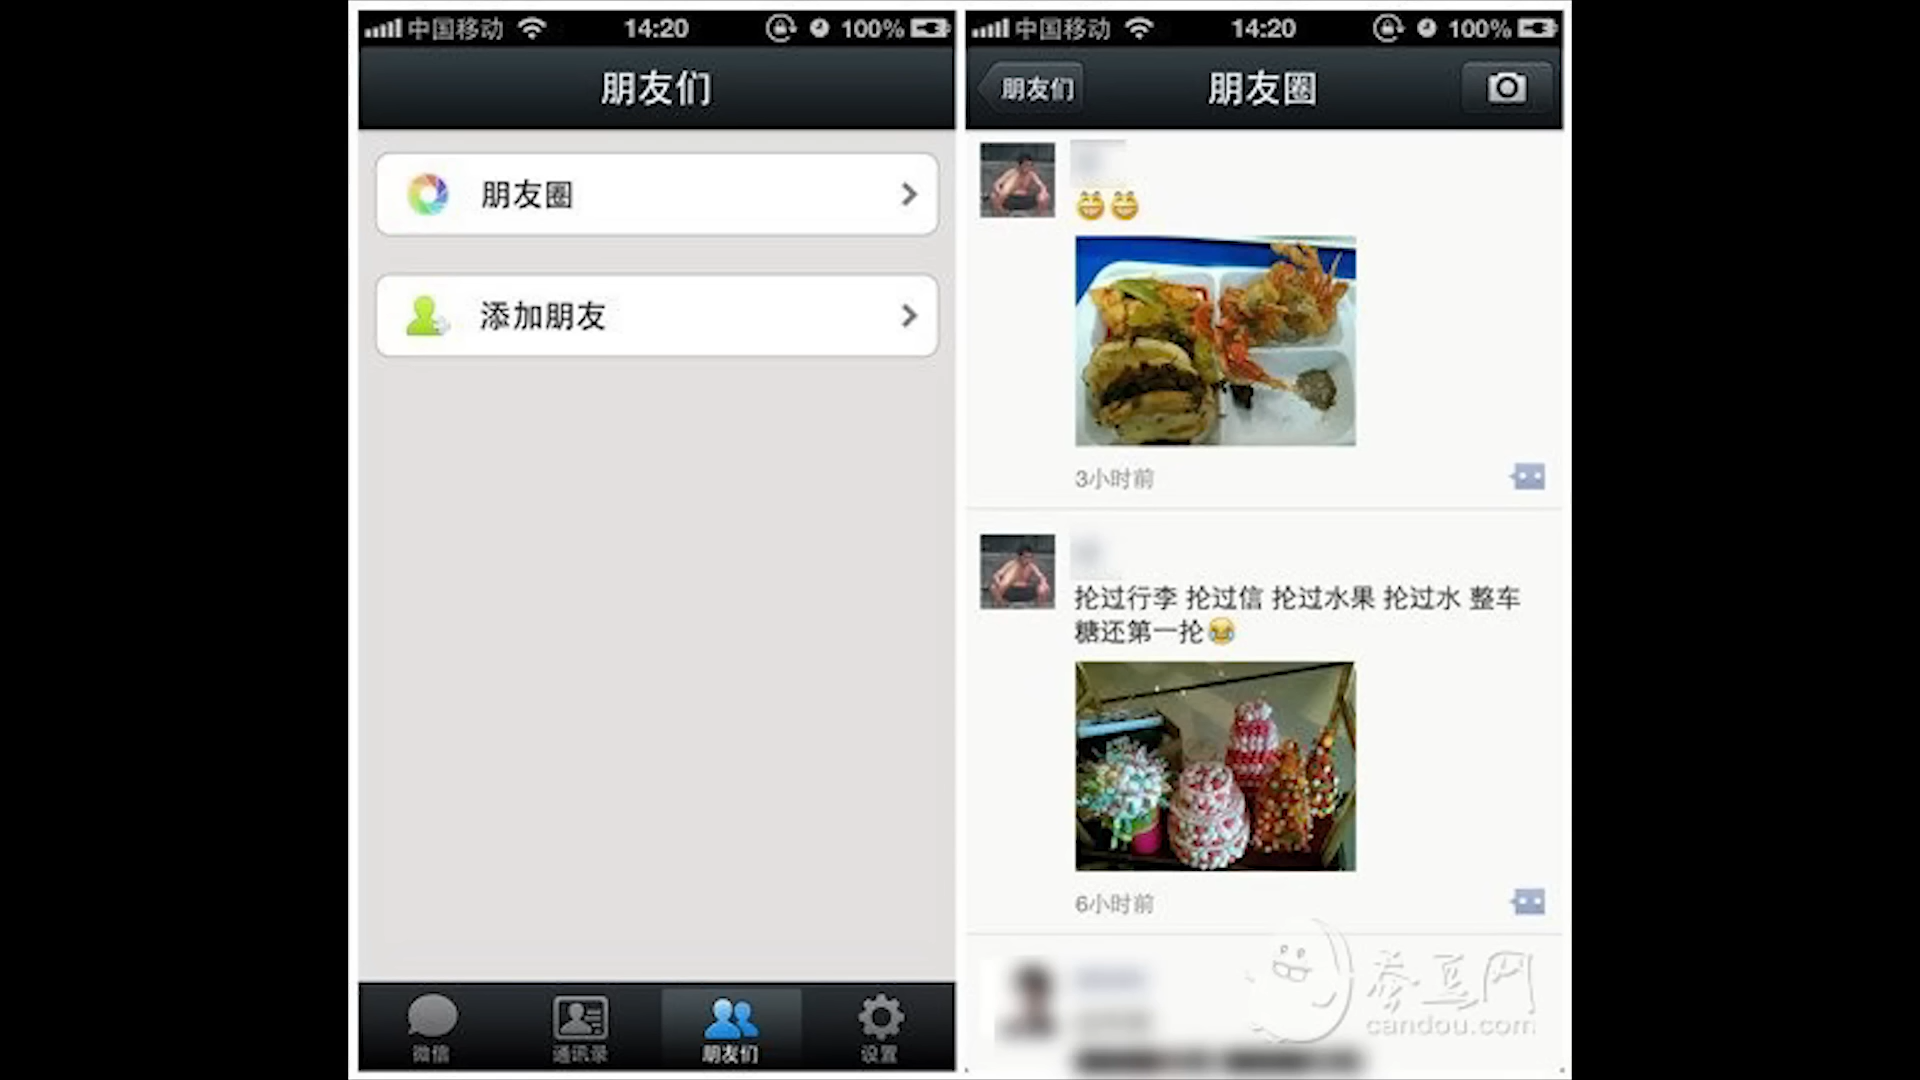 中国移动 14:20 100%
朋友们
朋友圈
添加朋友
微信 通讯录 朋友们 设置
中国移动 14:20 100%
朋友们 朋友圈
3小时前
抢过行李 抢过信 抢过水果 抢过水 整车
糖还第一抢
6小时前
蚕豆网
candou.com